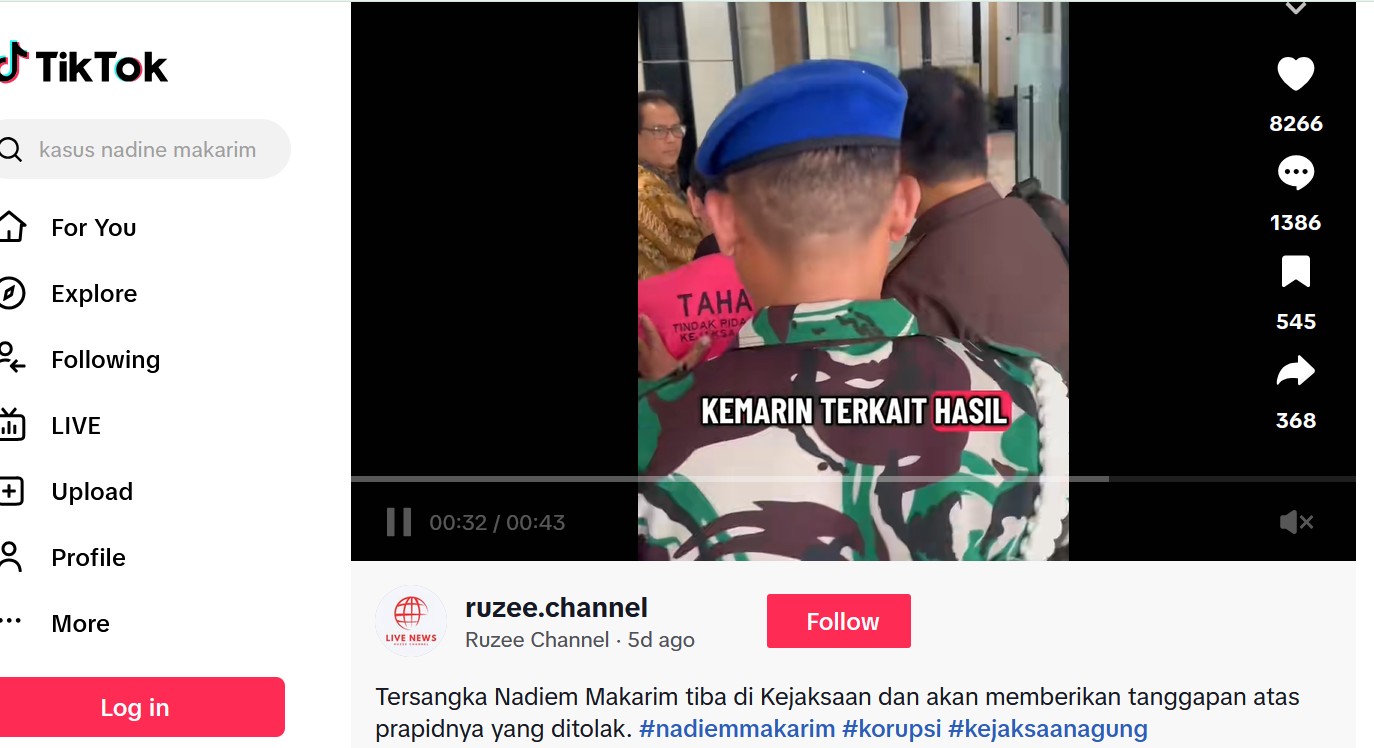 TikTok
kasus nadine makarim
For You
Explore
Following
LIVE
Upload
Profile
More
Log in
TAHA
TINDAK PIDA
KEJAKSA
KEMARIN TERKAIT HASIL
8266
1386
545
368
00:32 / 00:43
LIVE NEWS
ruzee.channel
Ruzee Channel · 5d ago
Follow
Tersangka Nadiem Makarim tiba di Kejaksaan dan akan memberikan tanggapan atas
prapidnya yang ditolak. #nadiemmakarim #korupsi #kejaksaanagung